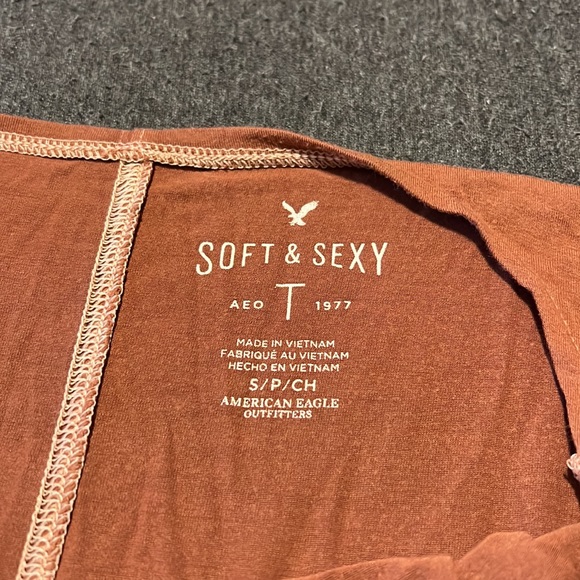 SOFT & SEXY
AEO T 1977
MADE IN VIETNAM
FABRIQUÉ AU VIETNAM
HECHO EN VIETNAM
S/P/CH
AMERICAN EAGLE
OUTFITTERS